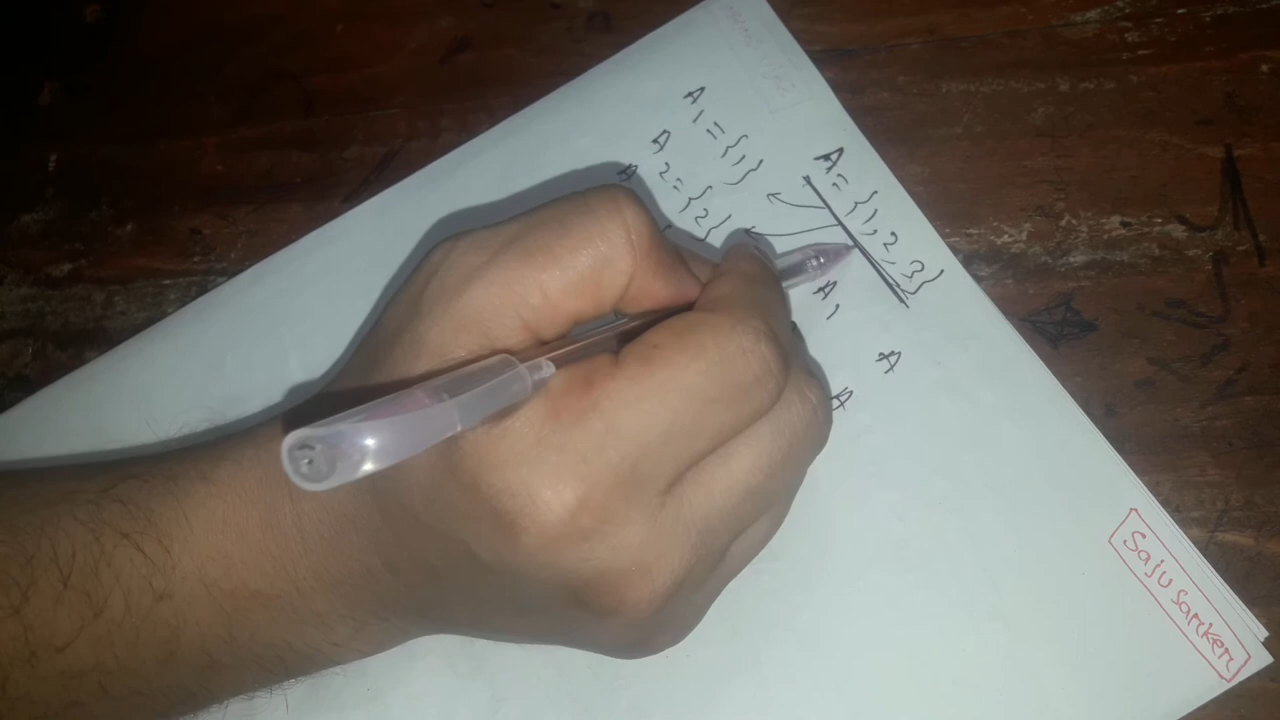 A = {1, 2, 3}
A1 = {1}
A2 = {2}
A
A1
A
A
Saju sarker